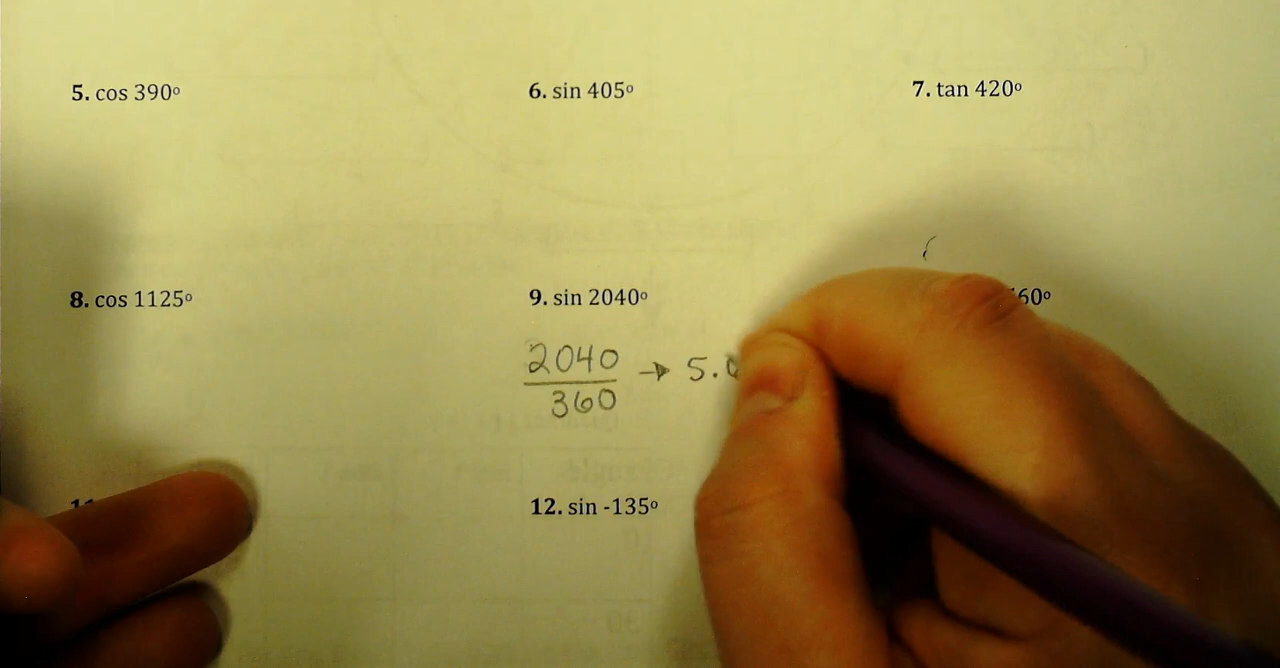 5. cos 390° 6. sin 405° 7. tan 420°
8. cos 1125° 9. sin 2040° 60°
2040
360
→ 5.
12. sin -135°